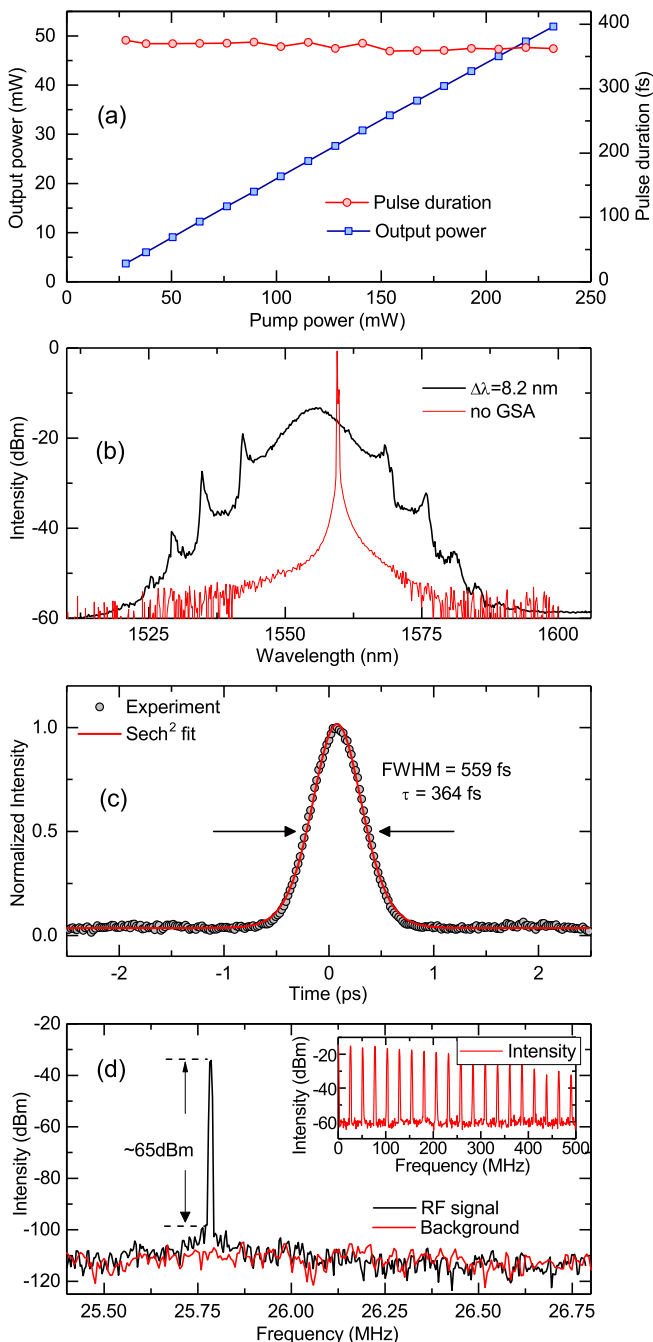 50
40
30
20
10
0
400
300
200
100
0
Output power (mW)
Pulse duration (fs)
(a)
Pulse duration
Output power
0 50 100 150 200 250
Pump power (mW)
0
-20
-40
-60
Intensity (dBm)
(b)
Δλ=8.2 nm
no GSA
1525 1550 1575 1600
Wavelength (nm)
1.0
0.5
0.0
Normalized Intensity
Experiment
Sech² fit
(c)
FWHM = 559 fs
τ = 364 fs
-2 -1 0 1 2
Time (ps)
-20
-40
-60
-80
-100
-120
Intensity (dBm)
(d)
~65dBm
-20
-40
-60
Intensity (dBm)
Intensity
0 100 200 300 400 500
Frequency (MHz)
RF signal
Background
25.50 25.75 26.00 26.25 26.50 26.75
Frequency (MHz)